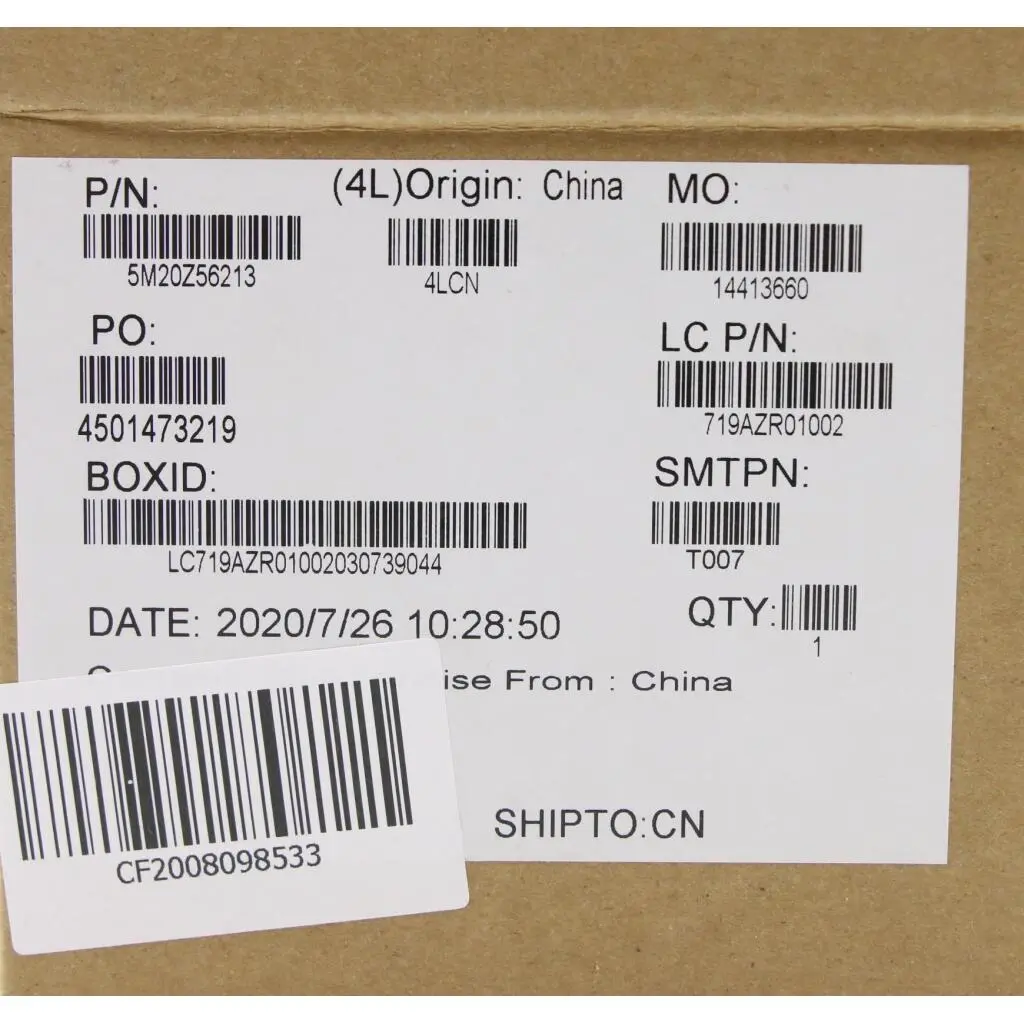 P/N:
(4L)Origin: China
MO:
5M20Z56213
4LCN
14413660
PO:
LC P/N:
4501473219
719AZR01002
BOXID:
SMTPN:
LC719AZR01002030739044
T007
DATE: 2020/7/26 10:28:50
QTY:
1
From : China
SHIPTO:CN
CF2008098533